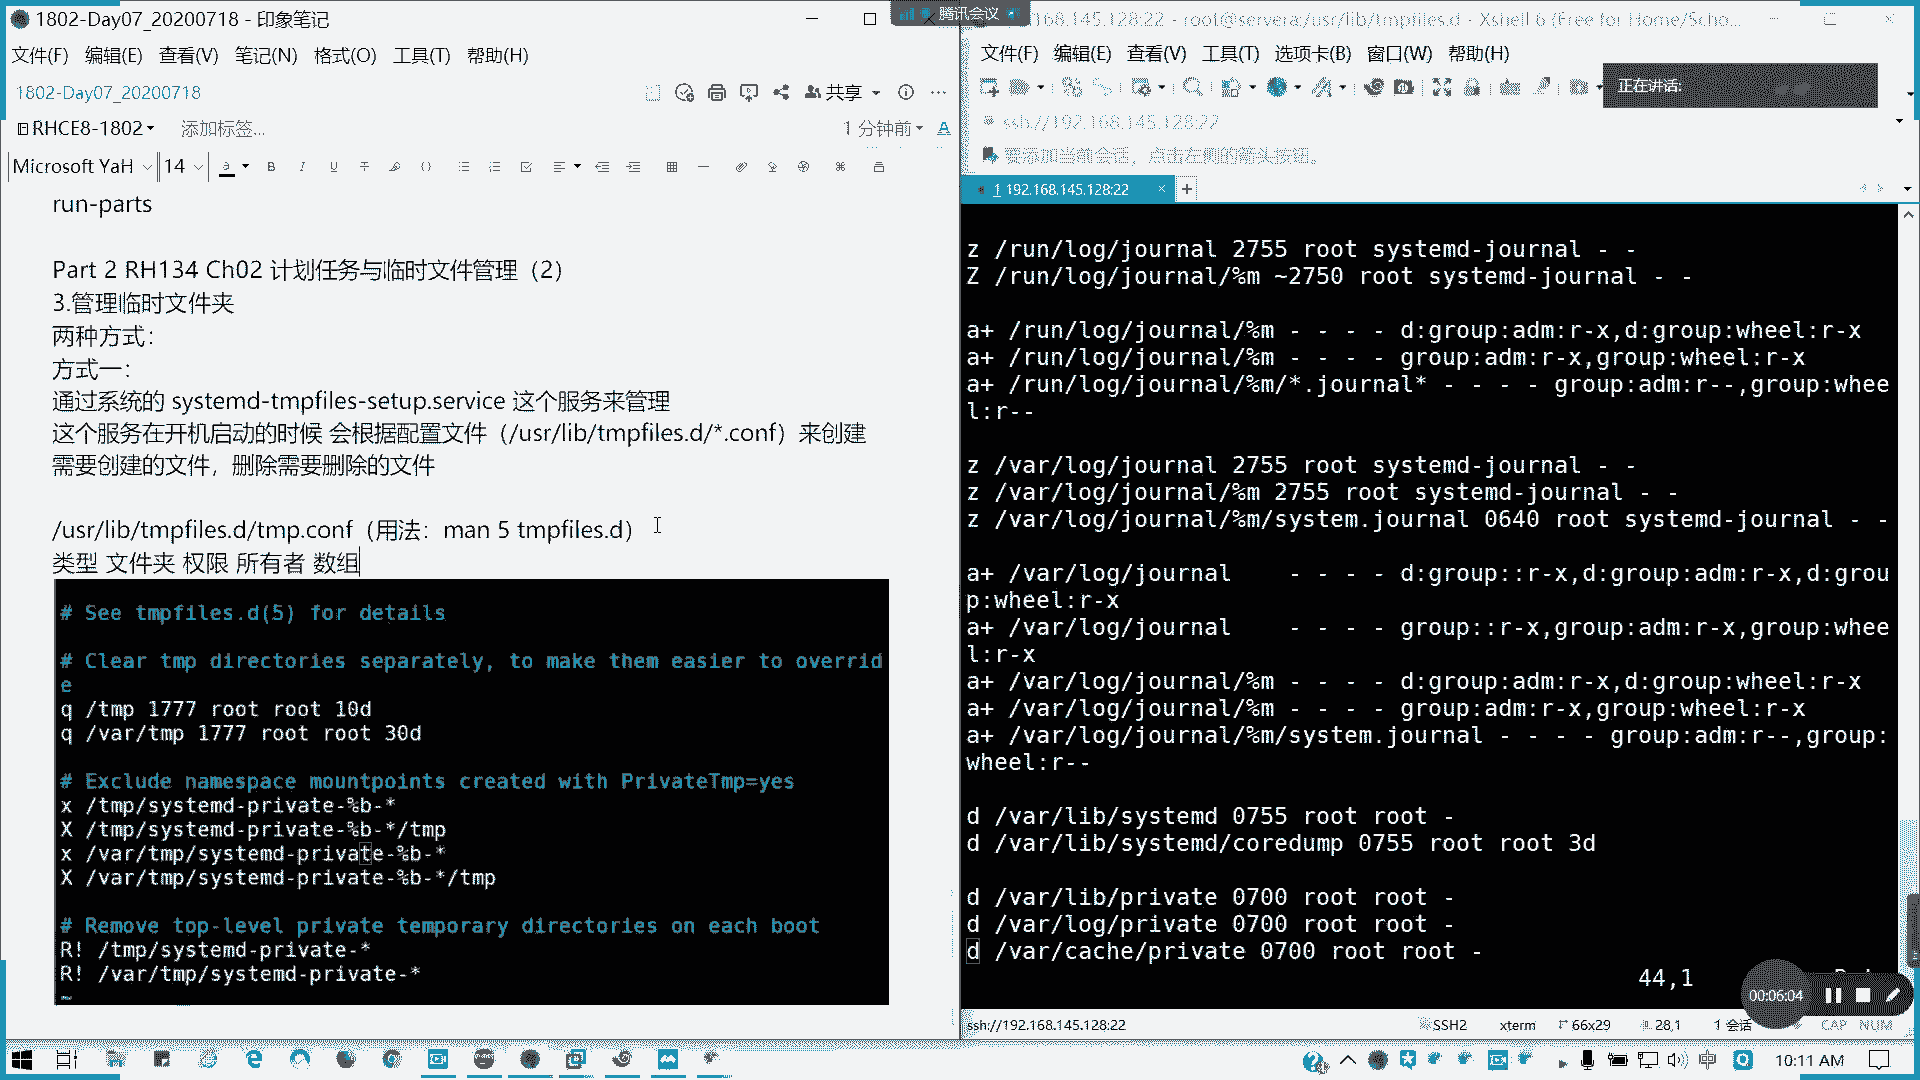 1802-Day07_20200718 - 印象笔记
文件(F) 编辑(E) 查看(V) 笔记(N) 格式(O) 工具(T) 帮助(H)
1802-Day07_20200718
共享
RHCE8-1802
添加标签...
1 分钟前
Microsoft YaH
14
run-parts
Part 2 RH134 Ch02 计划任务与临时文件管理（2）
3.管理临时文件夹
两种方式：
方式一：
通过系统的 systemd-tmpfiles-setup.service 这个服务来管理
这个服务在开机启动的时候 会根据配置文件（/usr/lib/tmpfiles.d/*.conf）来创建
需要创建的文件，删除需要删除的文件
/usr/lib/tmpfiles.d/tmp.conf（用法：man 5 tmpfiles.d）
类型 文件夹 权限 所有者 数组
# See tmpfiles.d(5) for details
# Clear tmp directories separately, to make them easier to overrid
e
q /tmp 1777 root root 10d
q /var/tmp 1777 root root 30d
# Exclude namespace mountpoints created with PrivateTmp=yes
x /tmp/systemd-private-%b-*
X /tmp/systemd-private-%b-*/tmp
x /var/tmp/systemd-private-%b-*
X /var/tmp/systemd-private-%b-*/tmp
# Remove top-level private temporary directories on each boot
R! /tmp/systemd-private-*
R! /var/tmp/systemd-private-*
腾讯会议
168.145.128:22 - root@servera:/usr/lib/tmpfiles.d - Xshell 6 (Free for Home/Scho...
文件(F) 编辑(E) 查看(V) 工具(T) 选项卡(B) 窗口(W) 帮助(H)
正在讲话:
ssh://192.168.145.128:22
要添加当前会话，点击左侧的箭头按钮。
1 192.168.145.128:22
z /run/log/journal 2755 root systemd-journal - -
Z /run/log/journal/%m ~2750 root systemd-journal - -
a+ /run/log/journal/%m - - - - d:group:adm:r-x,d:group:wheel:r-x
a+ /run/log/journal/%m - - - - group:adm:r-x,group:wheel:r-x
a+ /run/log/journal/%m/*.journal* - - - - group:adm:r--,group:whee
l:r--
z /var/log/journal 2755 root systemd-journal - -
z /var/log/journal/%m 2755 root systemd-journal - -
z /var/log/journal/%m/system.journal 0640 root systemd-journal - -
a+ /var/log/journal    - - - - d:group::r-x,d:group:adm:r-x,d:grou
p:wheel:r-x
a+ /var/log/journal    - - - - group::r-x,group:adm:r-x,group:whee
l:r-x
a+ /var/log/journal/%m - - - - d:group:adm:r-x,d:group:wheel:r-x
a+ /var/log/journal/%m - - - - group:adm:r-x,group:wheel:r-x
a+ /var/log/journal/%m/system.journal - - - - group:adm:r--,group:
wheel:r--
d /var/lib/systemd 0755 root root -
d /var/lib/systemd/coredump 0755 root root 3d
d /var/lib/private 0700 root root -
d /var/log/private 0700 root root -
d /var/cache/private 0700 root root -
44,1
00:06:04
ssh://192.168.145.128:22
SSH2
xterm
66x29
28,1
1 会话
CAP NUM
中
10:11 AM